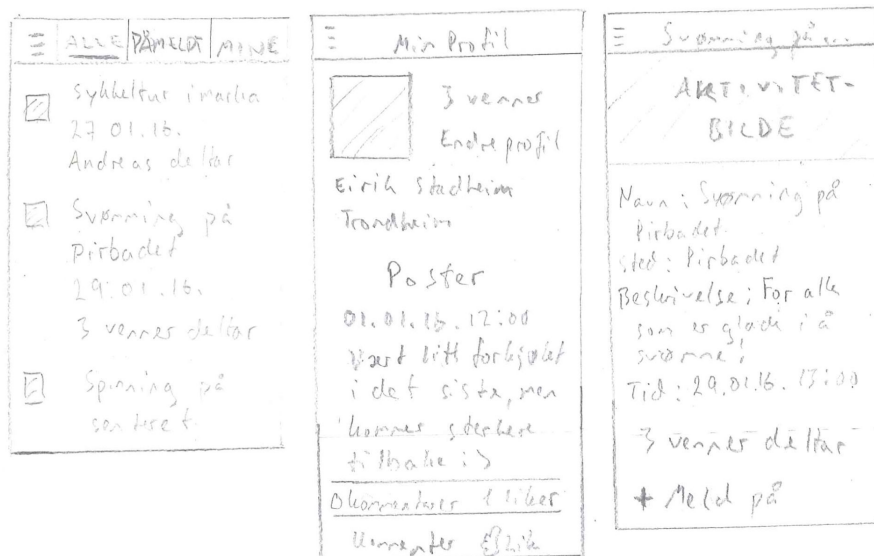 ALLE PÅMELDT MINE
Sykkeltur i marka
27.01.16.
Andreas deltar
Svømning på
Pirbadet
29.01.16.
3 venner deltar
Spinning på
senteret
Min Profil
3 venner
Endre profil
Eirik Stadheim
Trondheim
Poster
01.01.16. 12:00
Vært litt forkjølet
i det siste, men
kommer sterkere
tilbake :)
0 kommentarer 1 liker
Kommenter Lik
Svømning på...
AKTIVITET-
BILDE
Navn : Svømning på
Pirbadet
Sted : Pirbadet
Beskrivelse ; For alle
som er glade i å
svømme!
Tid : 29.01.16. 13:00
3 venner deltar
+ Meld på